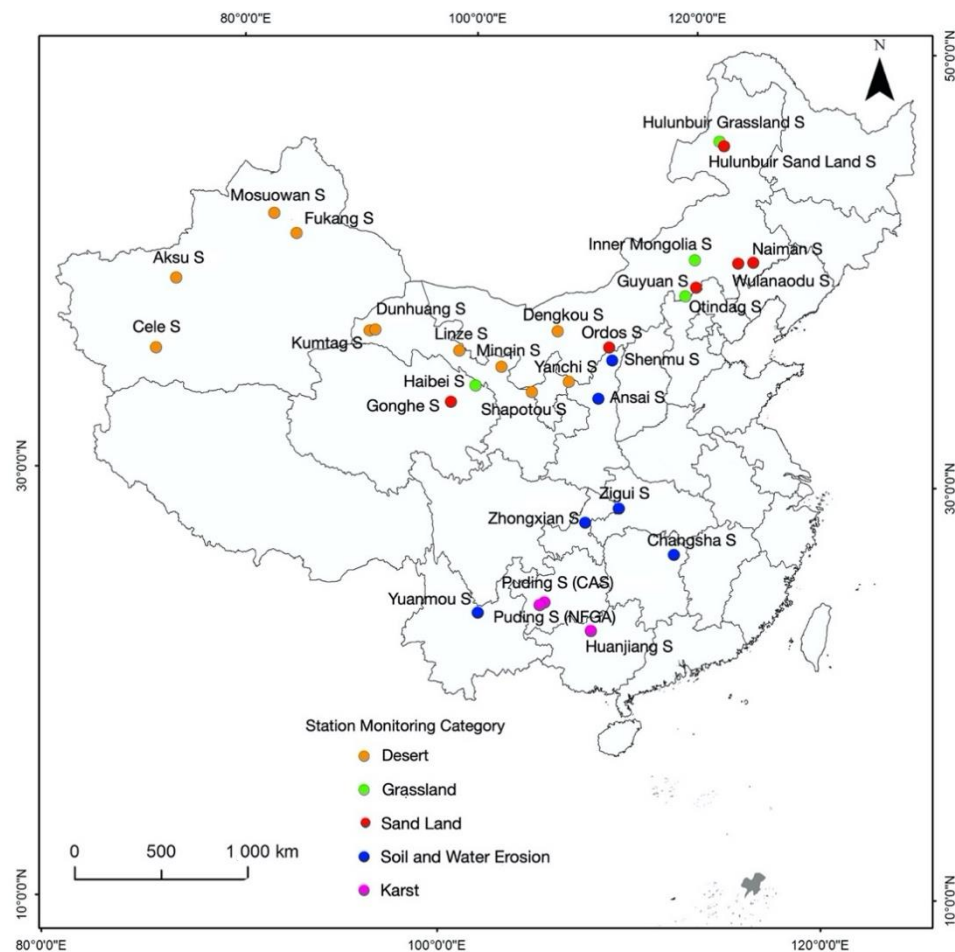 80°0'0"E
100°0'0"E
120°0'0"E
50°0'0"N
N
Hulunbuir Grassland S
Hulunbuir Sand Land S
Mosuowan S
Fukang S
Inner Mongolia S
Naiman S
Aksu S
Guyuan S
Wulanaodu S
Otindag S
Dunhuang S
Dengkou S
Cele S
Kumtag S
Linze S
Ordos S
Minqin S
Shenmu S
Yanchi S
Haibei S
Gonghe S
Shapotou S
Ansai S
30°0'0"N
30°0'0"N
Zigui S
Zhongxian S
Changsha S
Puding S (CAS)
Yuanmou S
Puding S (NFGA)
Huanjiang S
Station Monitoring Category
Desert
Grassland
Sand Land
Soil and Water Erosion
Karst
0 500 1 000 km
10°0'0"N
10°0'0"N
80°0'0"E
100°0'0"E
120°0'0"E